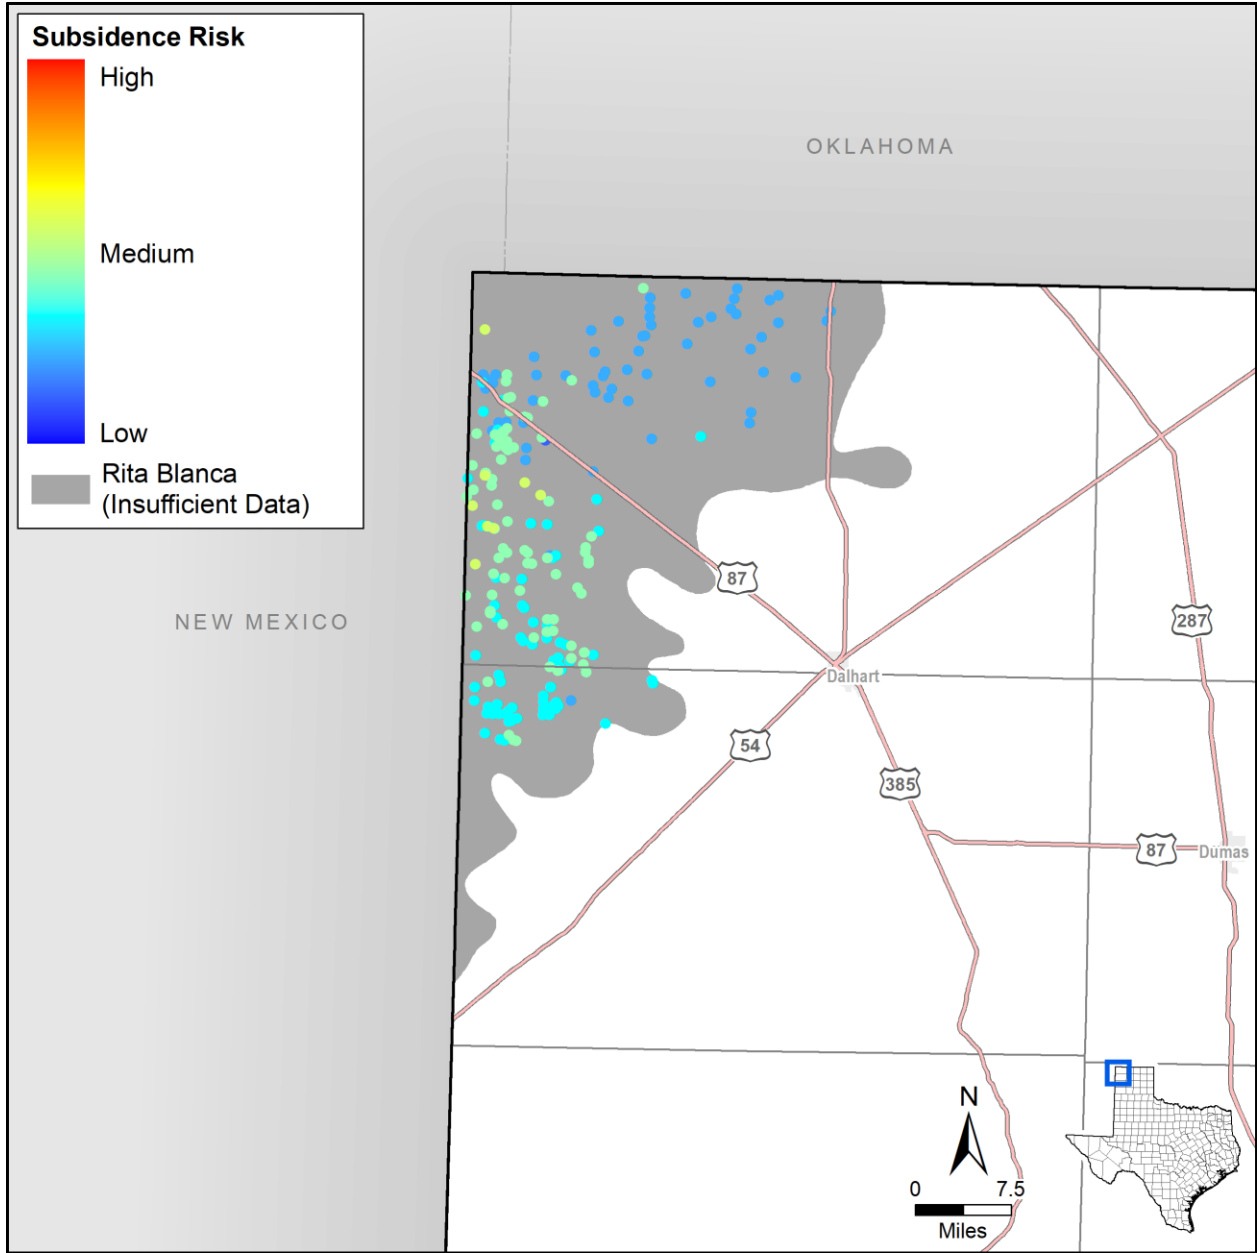 Subsidence Risk
High
Medium
Low
Rita Blanca
(Insufficient Data)
OKLAHOMA
NEW MEXICO
87
287
Dalhart
54
385
87
Dumas
N
0 7.5
Miles